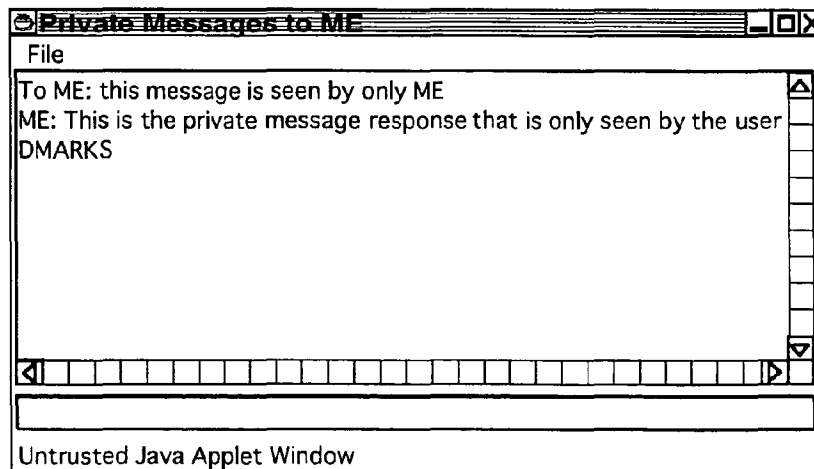 Private Messages to ME
File
To ME: this message is seen by only ME
ME: This is the private message response that is only seen by the user
DMARKS
Untrusted Java Applet Window